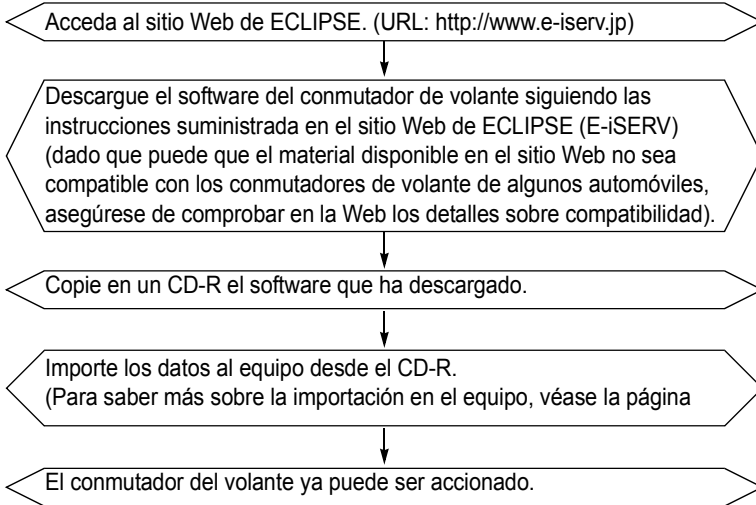 Acceda al sitio Web de ECLIPSE. (URL: http://www.e-iserv.jp)
Descargue el software del conmutador de volante siguiendo las
instrucciones suministrada en el sitio Web de ECLIPSE (E-iSERV)
(dado que puede que el material disponible en el sitio Web no sea
compatible con los conmutadores de volante de algunos automóviles,
asegúrese de comprobar en la Web los detalles sobre compatibilidad).
Copie en un CD-R el software que ha descargado.
Importe los datos al equipo desde el CD-R.
(Para saber más sobre la importación en el equipo, véase la página
El conmutador del volante ya puede ser accionado.